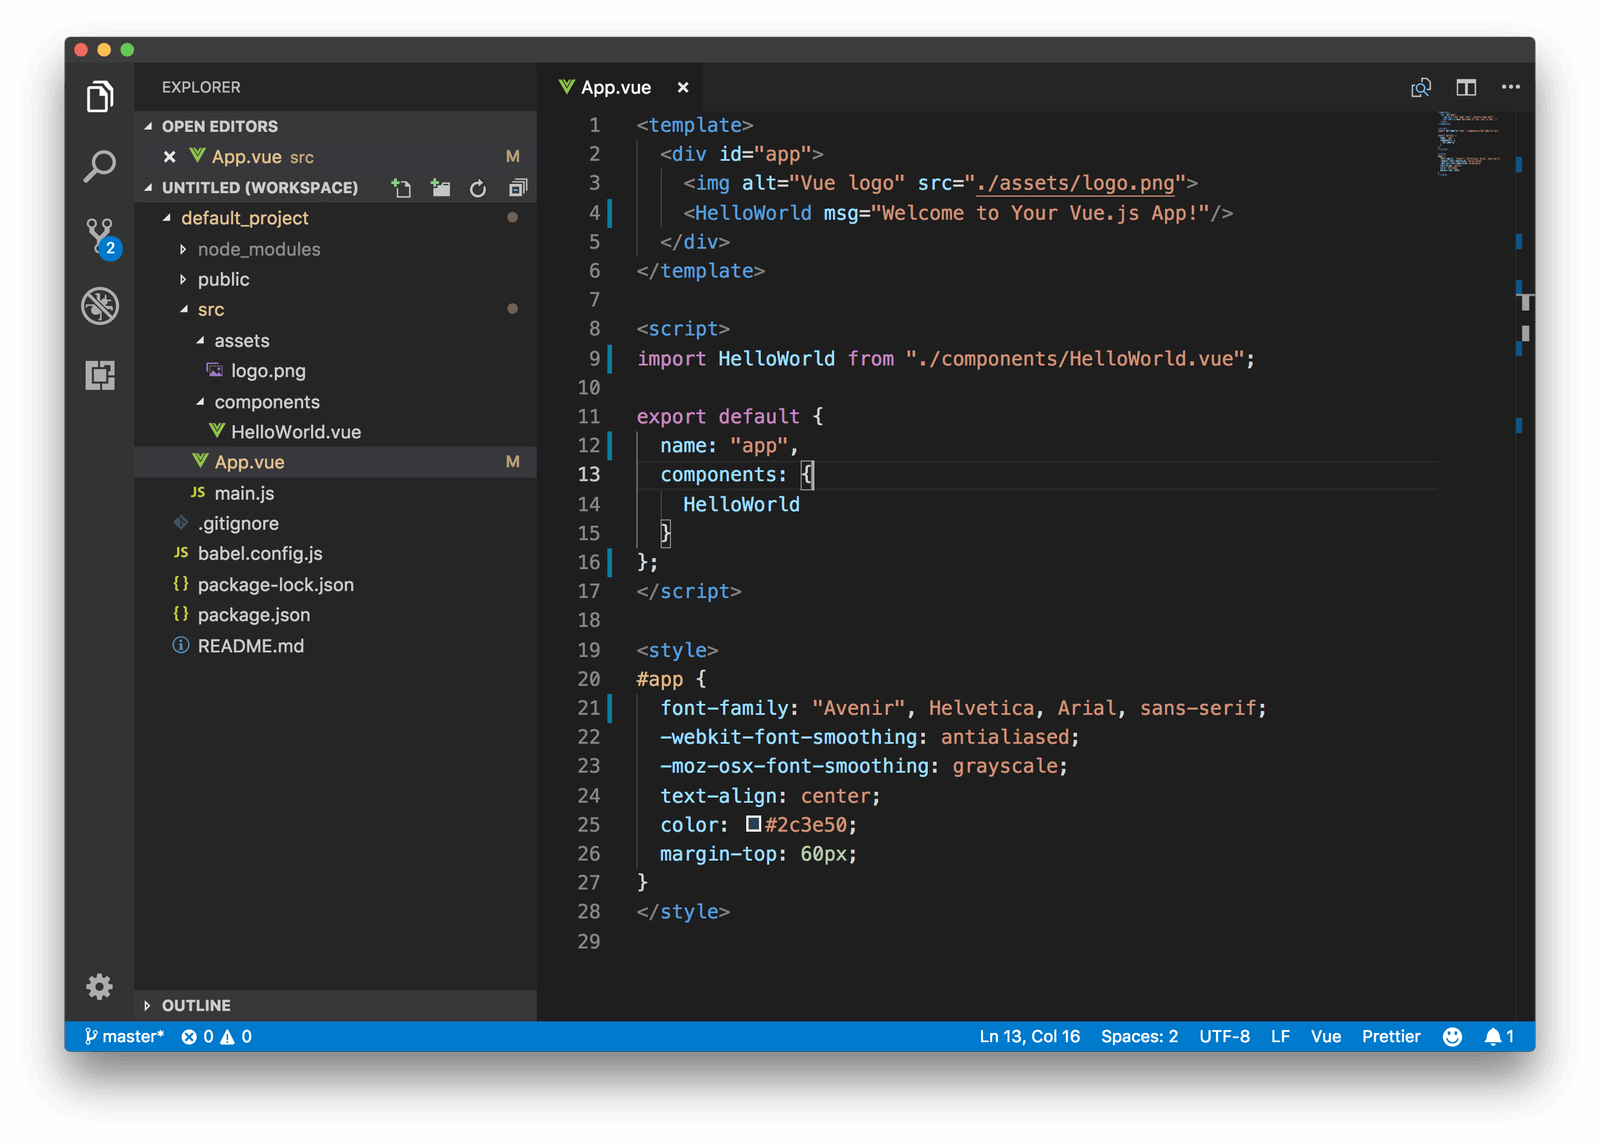 EXPLORER
OPEN EDITORS
App.vue src M
UNTITLED (WORKSPACE)
default_project
node_modules
public
src
assets
logo.png
components
HelloWorld.vue
App.vue M
JS main.js
.gitignore
JS babel.config.js
{} package-lock.json
{} package.json
README.md
OUTLINE
2
App.vue ×
1 <template>
2 <div id="app">
3 <img alt="Vue logo" src="./assets/logo.png">
4 <HelloWorld msg="Welcome to Your Vue.js App!"/>
5 </div>
6 </template>
7
8 <script>
9 import HelloWorld from "./components/HelloWorld.vue";
10
11 export default {
12 name: "app",
13 components: {
14 HelloWorld
15 }
16 };
17 </script>
18
19 <style>
20 #app {
21 font-family: "Avenir", Helvetica, Arial, sans-serif;
22 -webkit-font-smoothing: antialiased;
23 -moz-osx-font-smoothing: grayscale;
24 text-align: center;
25 color: #2c3e50;
26 margin-top: 60px;
27 }
28 </style>
29
master* 0 0 Ln 13, Col 16 Spaces: 2 UTF-8 LF Vue Prettier 1